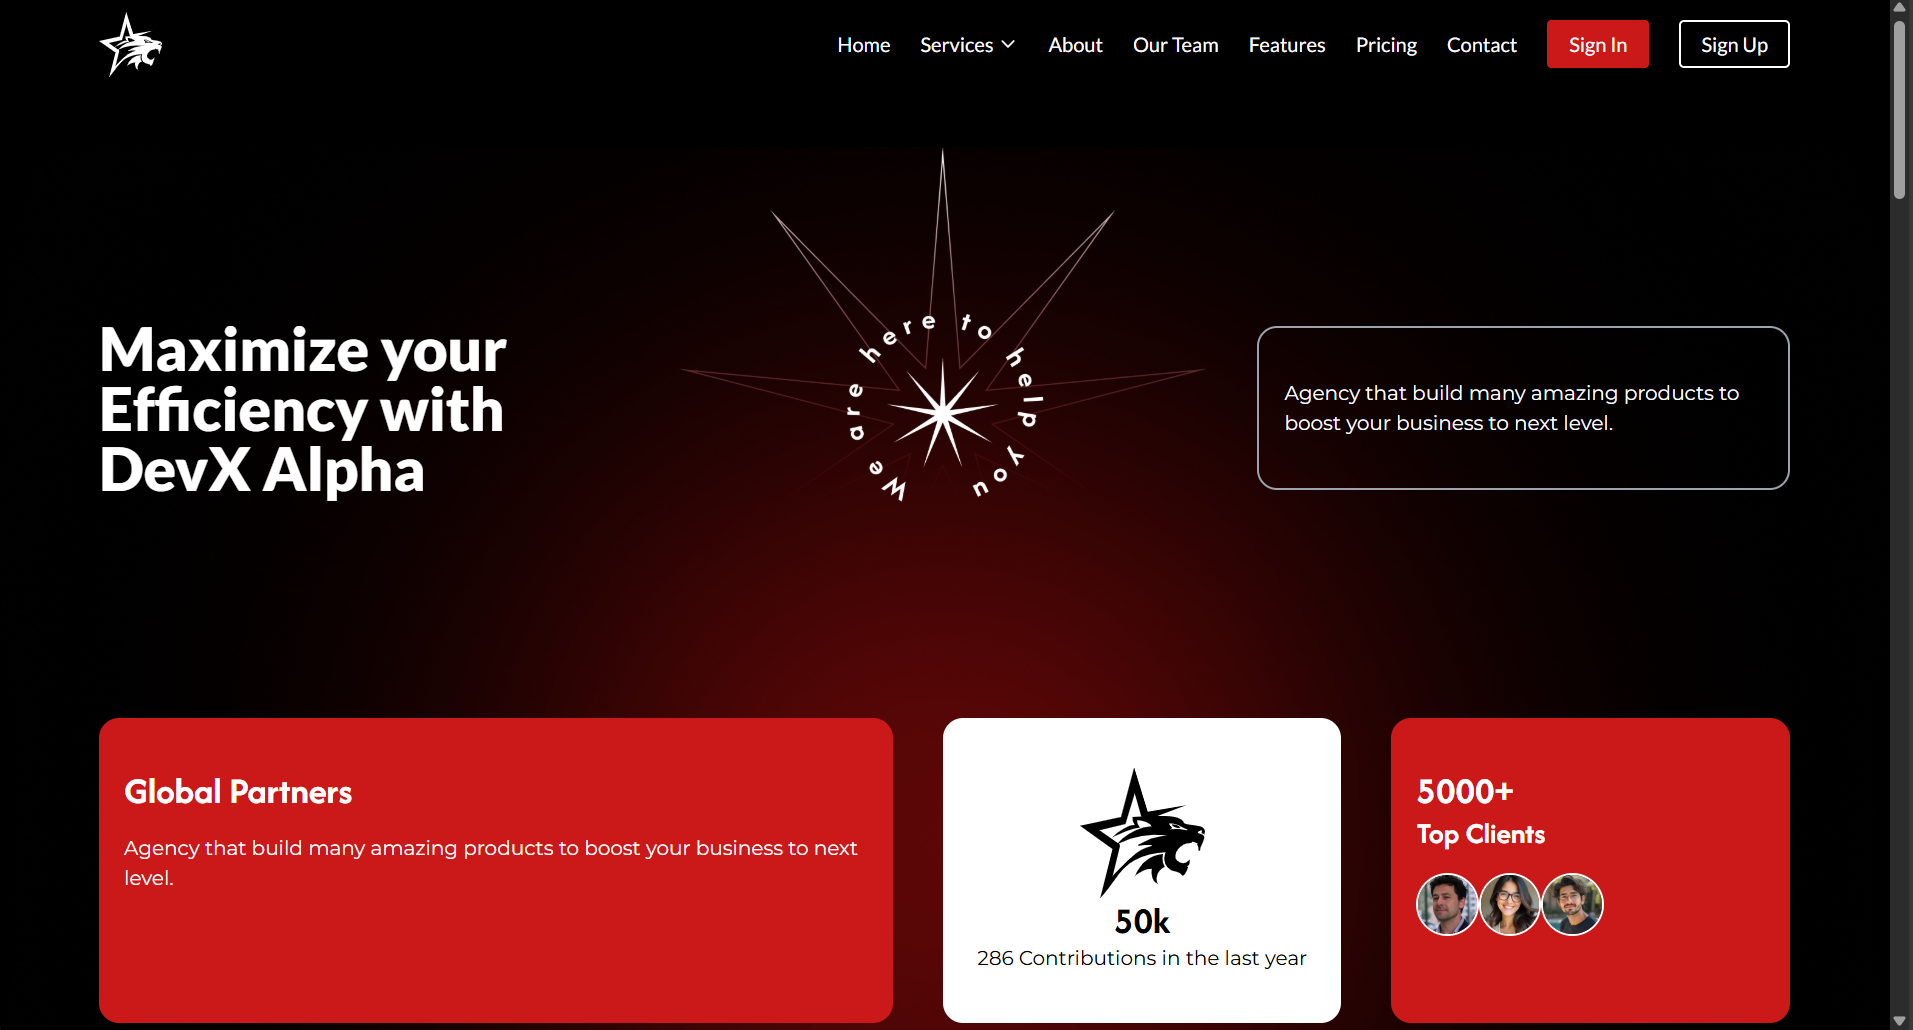 Home Services About Our Team Features Pricing Contact Sign In Sign Up
We are here to help you
Maximize your
Efficiency with
DevX Alpha
Agency that build many amazing products to
boost your business to next level.
Global Partners
Agency that build many amazing products to boost your business to next
level.
50k
286 Contributions in the last year
5000+
Top Clients